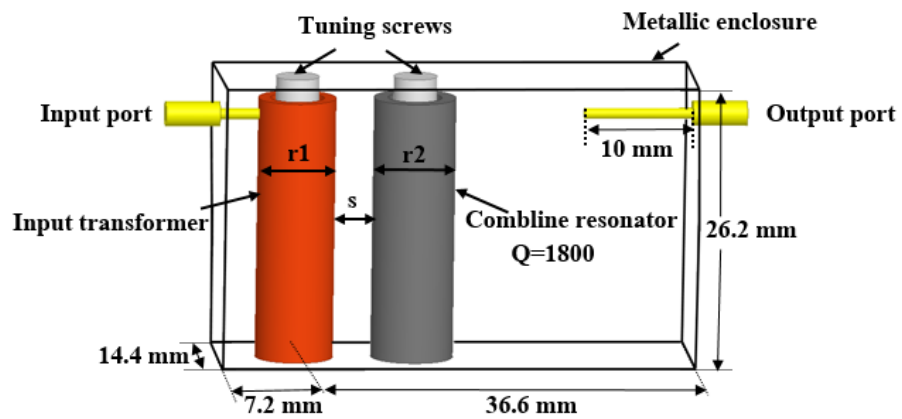 Tuning screws
Metallic enclosure
Input port
Output port
10 mm
r1
r2
s
Input transformer
Combline resonator
Q=1800
26.2 mm
14.4 mm
7.2 mm
36.6 mm